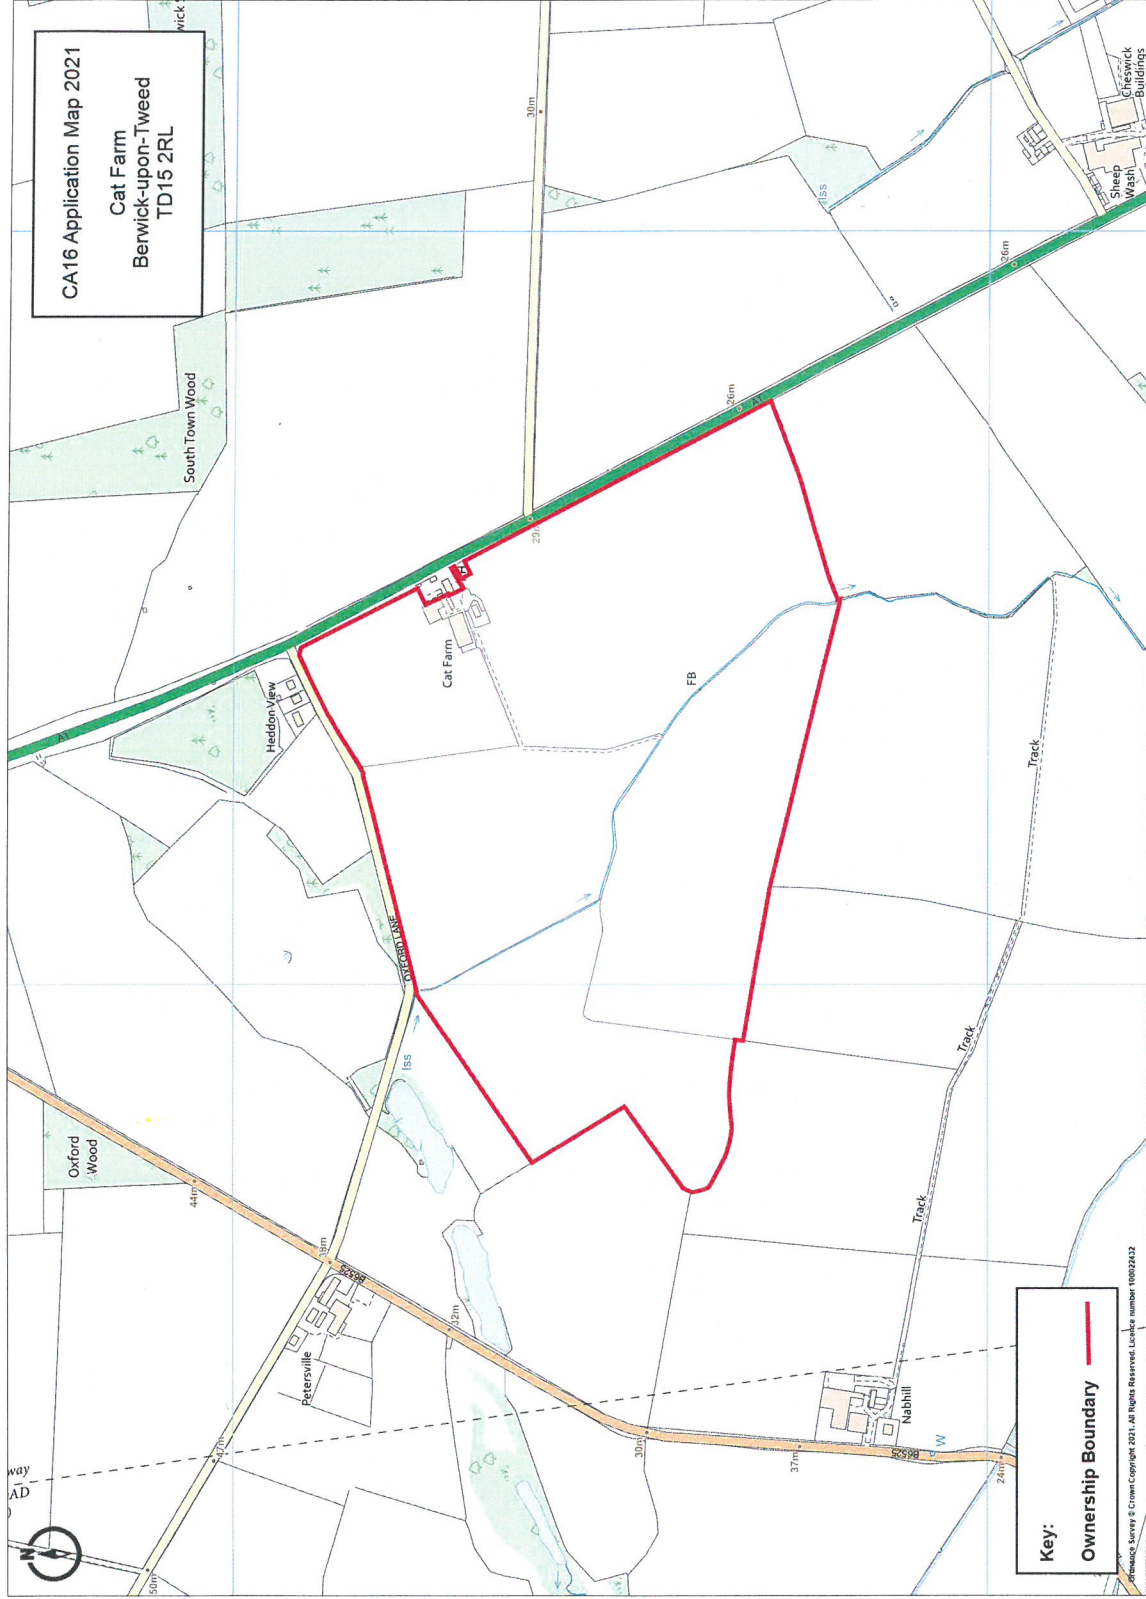 CA16 Application Map 2021
Cat Farm
Berwick-upon-Tweed
TD15 2RL
N
way
AD
50m
47m
Petersville
38m
B6525
44m
Oxford
Wood
32m
30m
37m
B6525
W
24m
Nabhill
Track
Track
Track
Iss
OXFORD LANE
Heddon View
A1
South Town Wood
wick
Cat Farm
FB
29m
30m
26m
A1
26m
Iss
Sheep
Wash
Cheswick
Buildings
Key:
Ownership Boundary
Ordnance Survey © Crown Copyright 2021. All Rights Reserved. Licence number 100022432